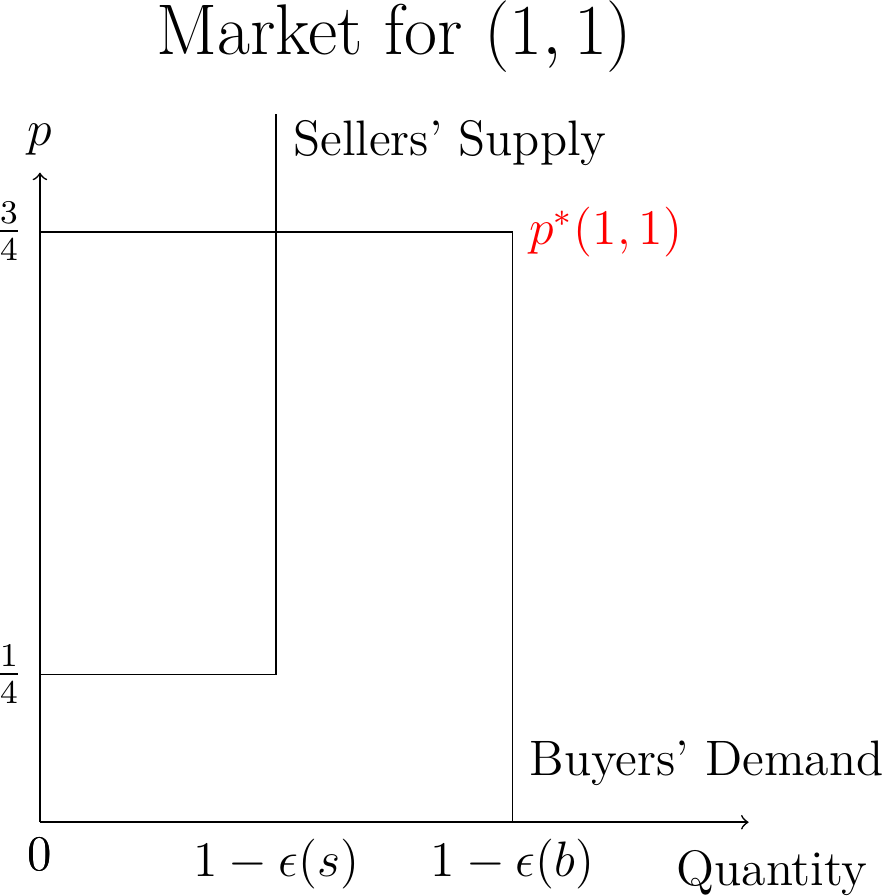 Market for (1, 1)
p
Sellers' Supply
3/4
p*(1, 1)
1/4
Buyers' Demand
0
1 − ϵ(s)
1 − ϵ(b)
Quantity